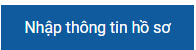 Nhập thông tin hồ sơ